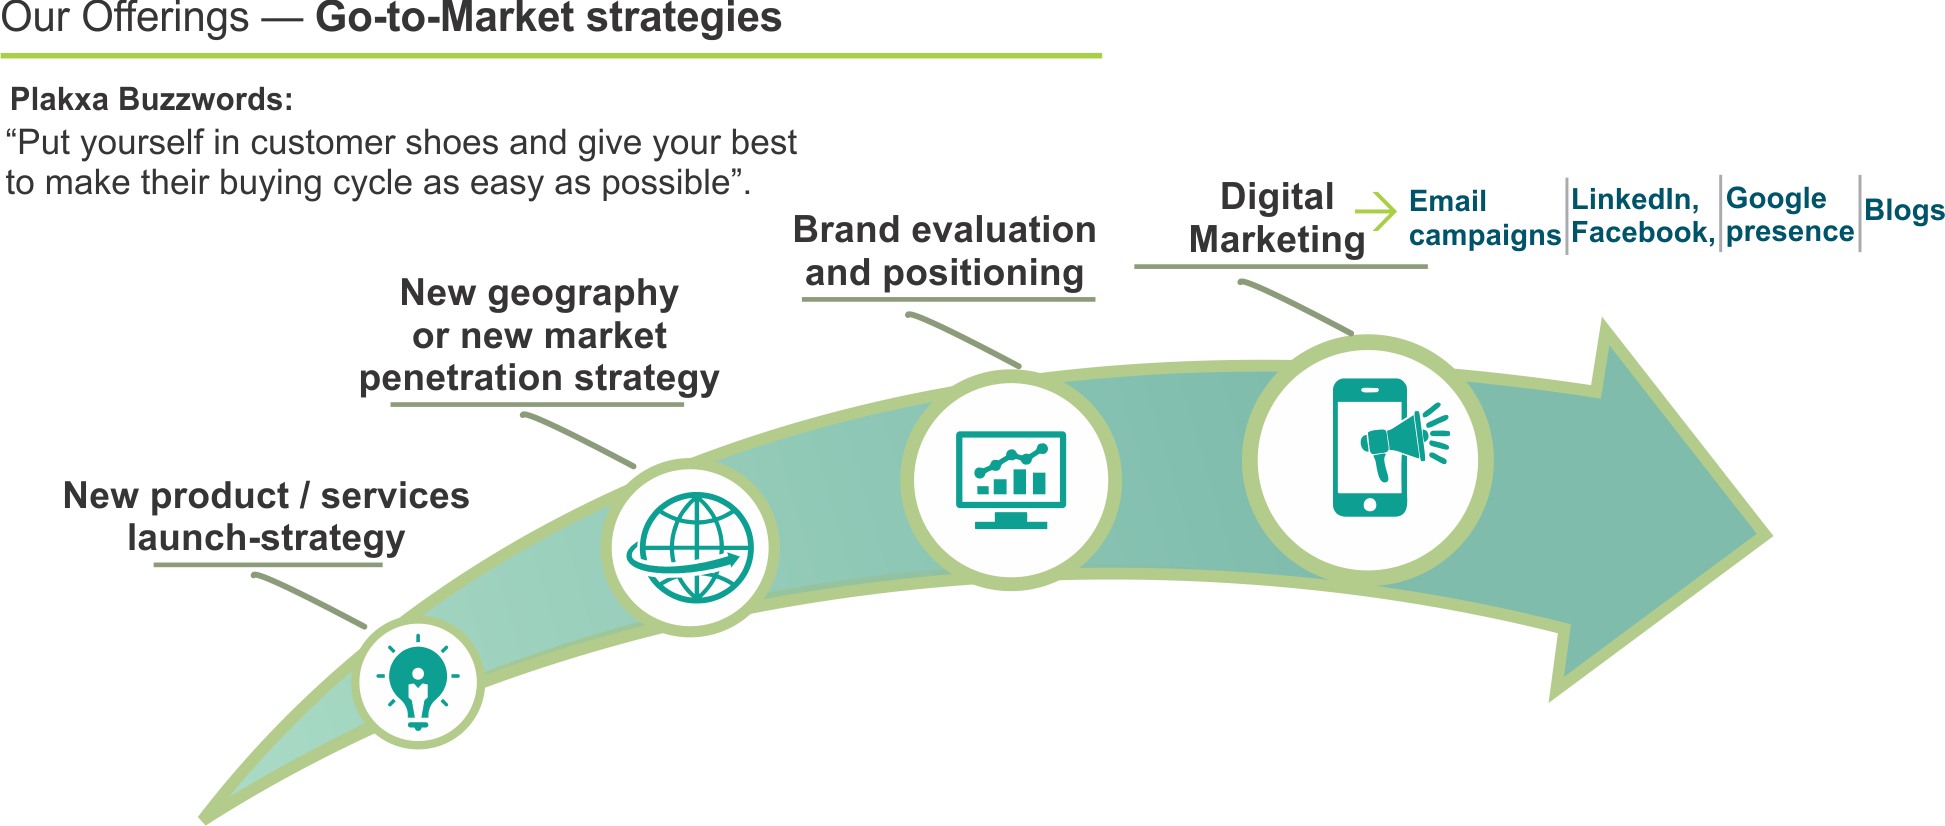 Our Offerings — Go-to-Market strategies
Plakxa Buzzwords:
“Put yourself in customer shoes and give your best
to make their buying cycle as easy as possible”.
New product / services
launch-strategy
New geography
or new market
penetration strategy
Brand evaluation
and positioning
Digital
Marketing
Email
campaigns
LinkedIn,
Facebook,
Google
presence
Blogs